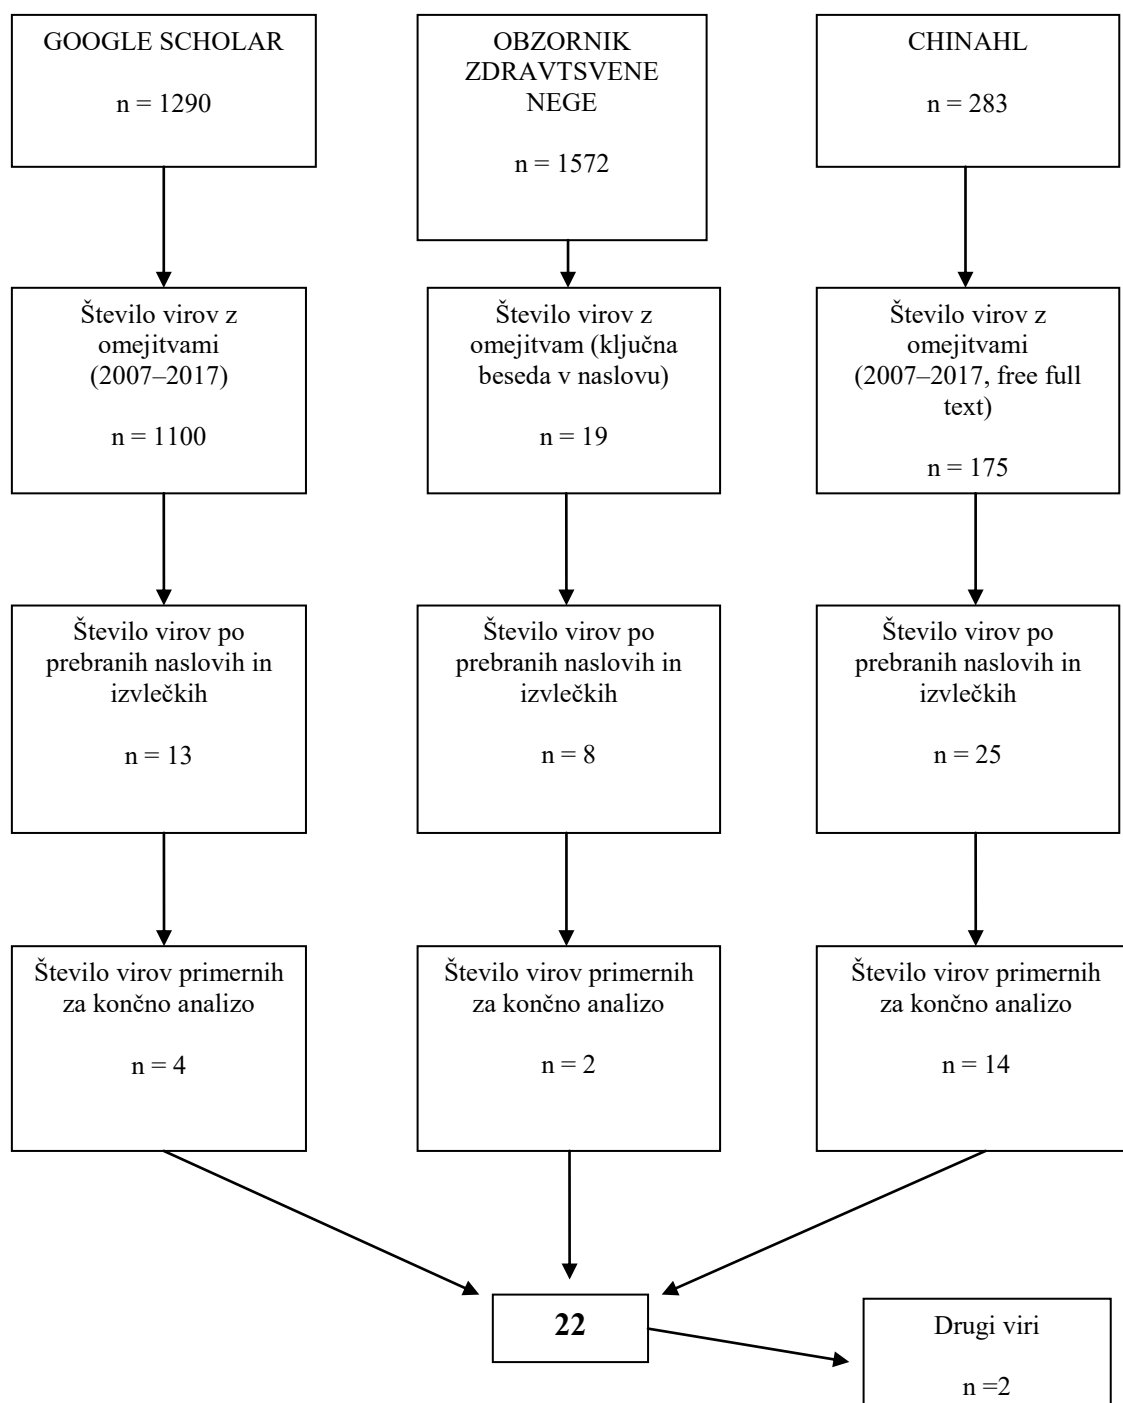 GOOGLE SCHOLAR
n = 1290
OBZORNIK
ZDRAVTSVENE
NEGE
n = 1572
CHINAHL
n = 283
Število virov z
omejitvami
(2007–2017)
n = 1100
Število virov z
omejitvam (ključna
beseda v naslovu)
n = 19
Število virov z
omejitvami
(2007–2017, free full
text)
n = 175
Število virov po
prebranih naslovih in
izvlečkih
n = 13
Število virov po
prebranih naslovih in
izvlečkih
n = 8
Število virov po
prebranih naslovih in
izvlečkih
n = 25
Število virov primernih
za končno analizo
n = 4
Število virov primernih
za končno analizo
n = 2
Število virov primernih
za končno analizo
n = 14
22
Drugi viri
n =2